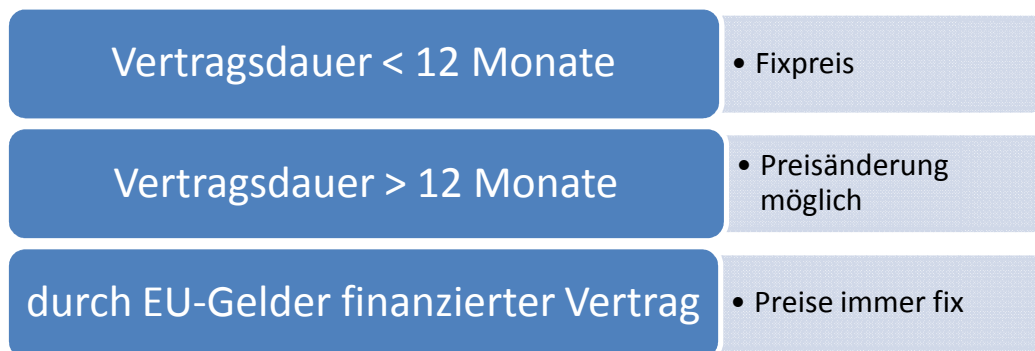 Vertragsdauer < 12 Monate
• Fixpreis
Vertragsdauer > 12 Monate
• Preisänderung
möglich
durch EU-Gelder finanzierter Vertrag
• Preise immer fix